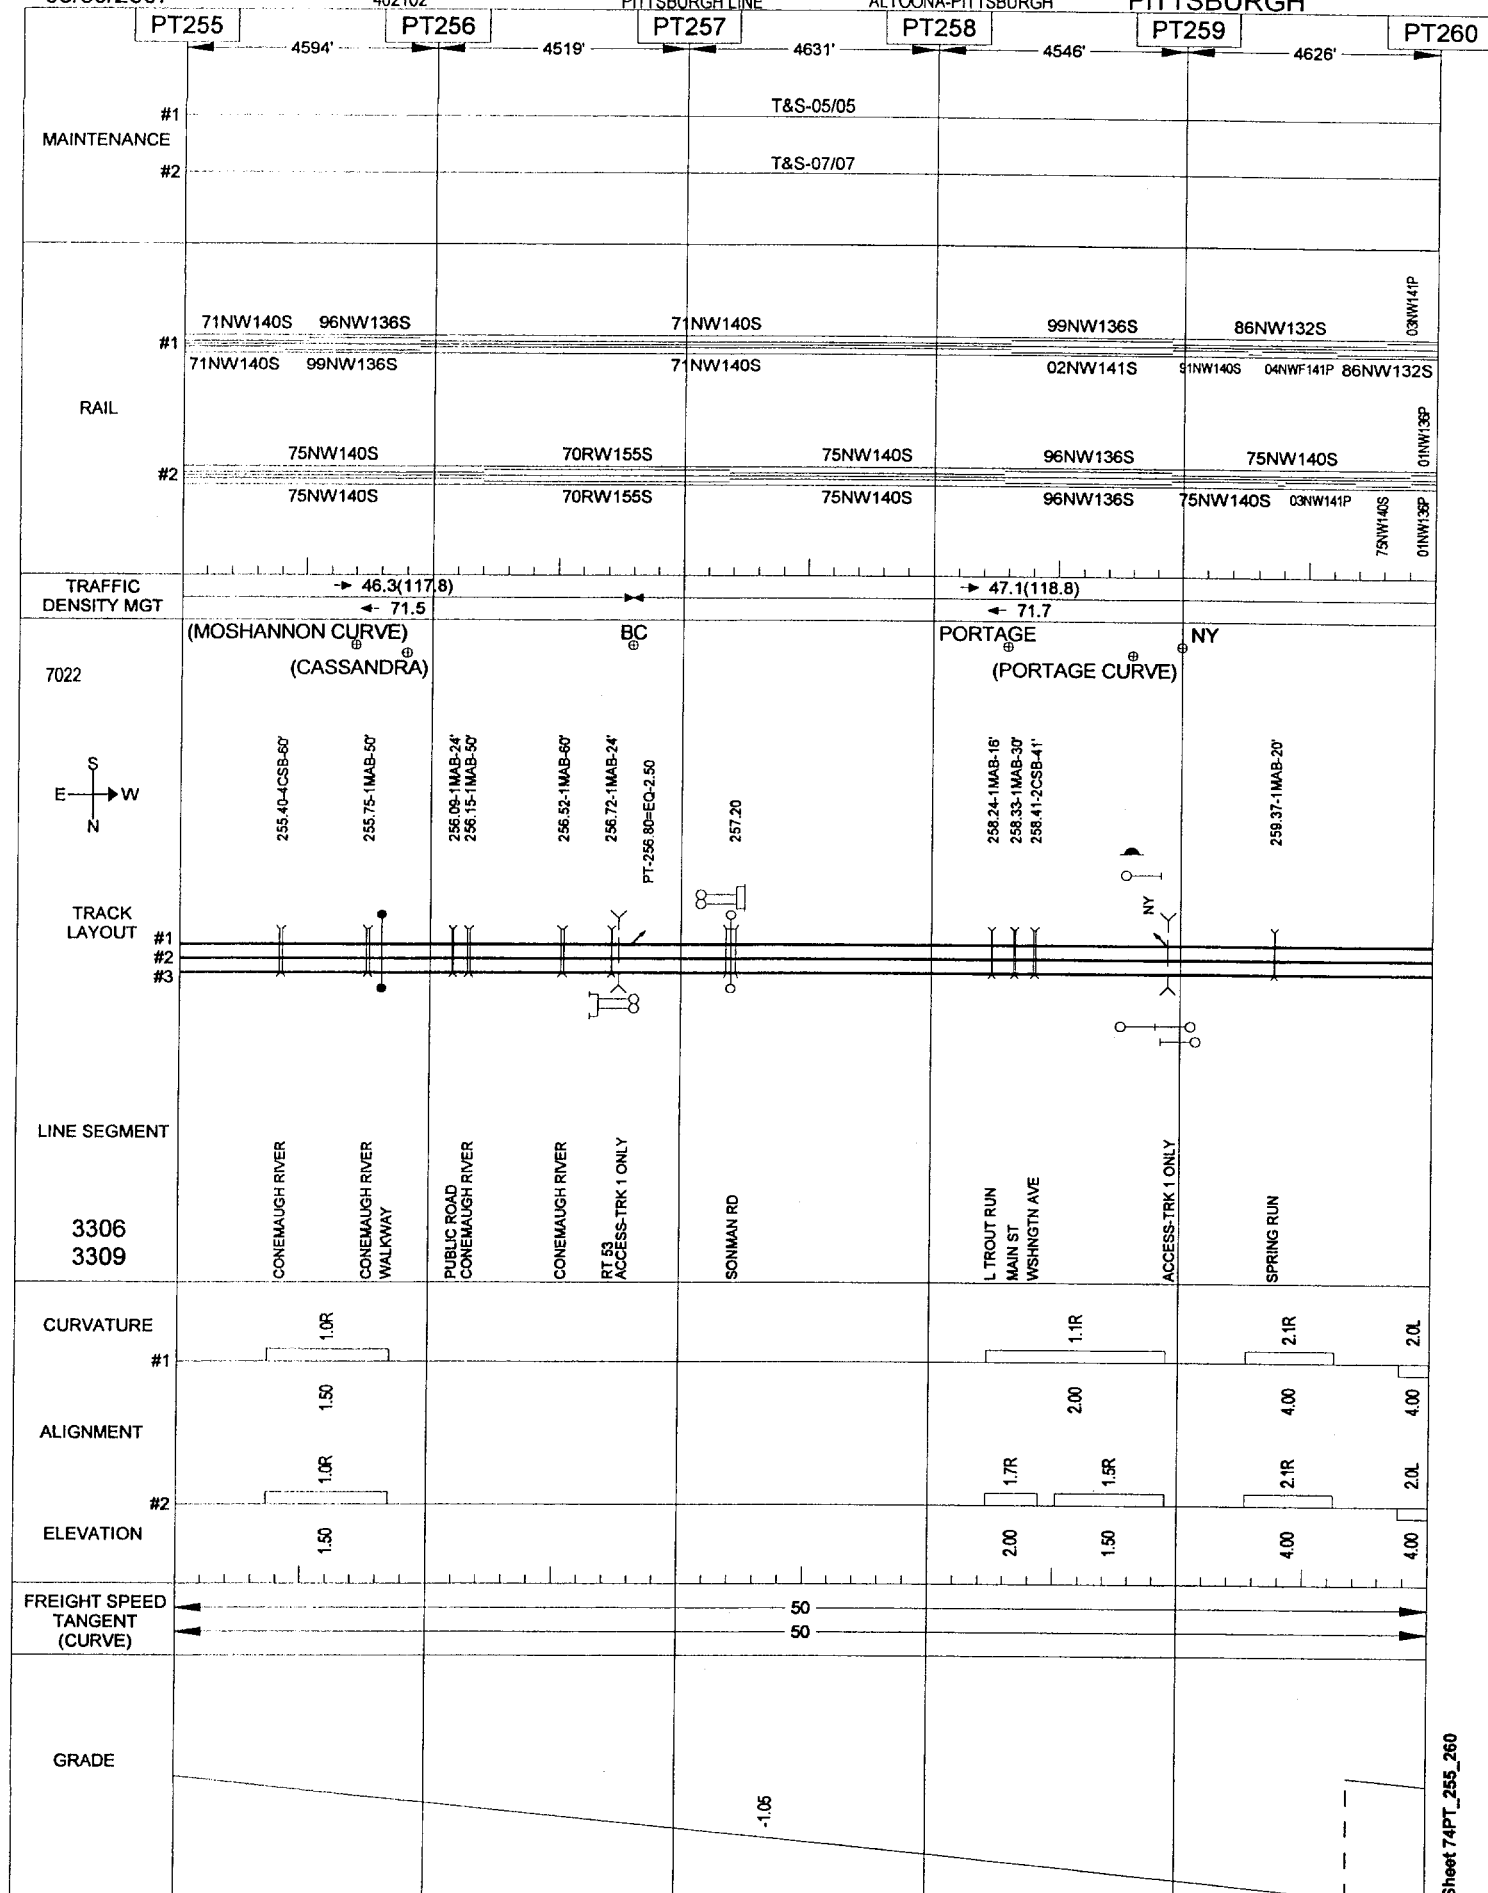 402102 PITTSBURGH LINE ALTOONA-PITTSBURGH PITTSBURGH
PT255 PT256 PT257 PT258 PT259 PT260
4594' 4519' 4631' 4546' 4626'
MAINTENANCE
#1 T&S-05/05
#2 T&S-07/07
RAIL
71NW140S 96NW136S 71NW140S 99NW136S 86NW132S 03NW141P
#1
71NW140S 99NW136S 71NW140S 02NW141S 91NW140S 04NWF141P 86NW132S
75NW140S 70RW155S 75NW140S 96NW136S 75NW140S 01NW136P
#2
75NW140S 70RW155S 75NW140S 96NW136S 75NW140S 03NW141P 75NW140S 01NW136P
TRAFFIC
DENSITY MGT
46.3(117.8) 47.1(118.8)
71.5 71.7
(MOSHANNON CURVE) BC PORTAGE NY
(CASSANDRA) (PORTAGE CURVE)
7022
S
E W
N
255.40-4CSB-60'
255.75-1MAB-50'
256.09-1MAB-24'
256.15-1MAB-50'
256.52-1MAB-60'
256.72-1MAB-24'
PT-256.80=EQ-2.50
257.20
258.24-1MAB-16'
258.33-1MAB-30'
258.41-2CSB-41'
NY
259.37-1MAB-20'
TRACK
LAYOUT
#1
#2
#3
LINE SEGMENT
3306
3309
CONEMAUGH RIVER
CONEMAUGH RIVER
WALKWAY
PUBLIC ROAD
CONEMAUGH RIVER
CONEMAUGH RIVER
RT 53
ACCESS-TRK 1 ONLY
SONMAN RD
L TROUT RUN
MAIN ST
WSHNGTN AVE
ACCESS-TRK 1 ONLY
SPRING RUN
CURVATURE
#1
1.0R 1.1R 2.1R 2.0L
1.50 2.00 4.00 4.00
ALIGNMENT
#2
1.0R 1.7R 1.5R 2.1R 2.0L
ELEVATION
1.50 2.00 1.50 4.00 4.00
FREIGHT SPEED
TANGENT
(CURVE)
50
50
GRADE
-1.05
Sheet 74PT_255_260